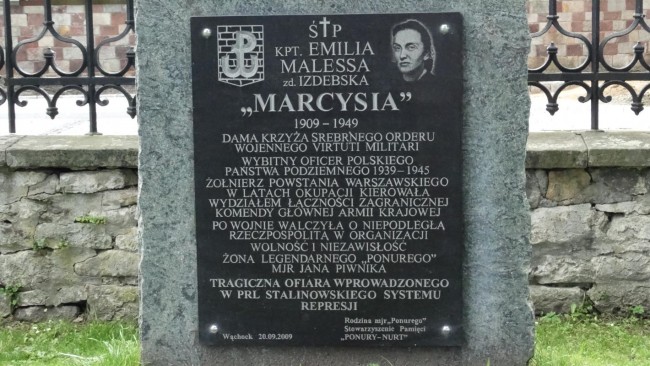 Ś†P
KPT. EMILIA
MALESSA
zd. IZDEBSKA
„MARCYSIA”
1909 – 1949
DAMA KRZYŻA SREBRNEGO ORDERU
WOJENNEGO VIRTUTI MILITARI
WYBITNY OFICER POLSKIEGO
PAŃSTWA PODZIEMNEGO 1939–1945
ŻOŁNIERZ POWSTANIA WARSZAWSKIEGO
W LATACH OKUPACJI KIEROWAŁA
WYDZIAŁEM ŁĄCZNOŚCI ZAGRANICZNEJ
KOMENDY GŁÓWNEJ ARMII KRAJOWEJ
PO WOJNIE WALCZYŁA O NIEPODLEGŁĄ
RZECZPOSPOLITĄ W ORGANIZACJI
WOLNOŚĆ I NIEZAWISŁOŚĆ
ŻONA LEGENDARNEGO „PONUREGO”
MJR JANA PIWNIKA
TRAGICZNA OFIARA WPROWADZONEGO
W PRL STALINOWSKIEGO SYSTEMU
REPRESJI
Rodzina mjr „Ponurego”
Stowarzyszenie Pamięci
„PONURY–NURT”
Wąchock 20.09.2009